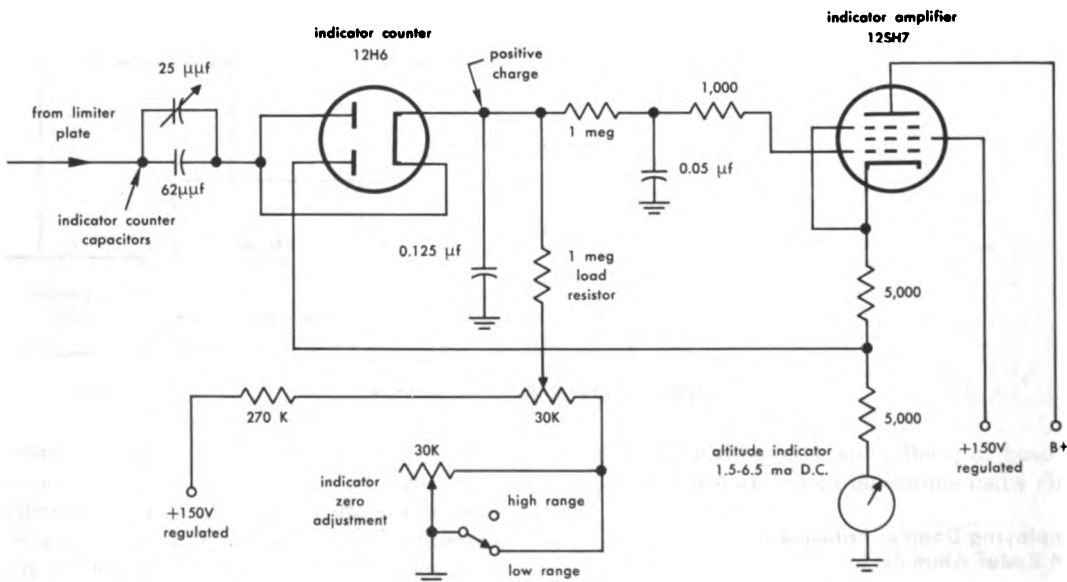 indicator counter
12H6
indicator amplifier
12SH7
positive
charge
25 μμf
from limiter
plate
62μμf
indicator counter
capacitors
1 meg
1,000
0.05 μf
0.125 μf
1 meg
load
resistor
5,000
5,000
270 K
30K
30K
indicator
zero
adjustment
high range
low range
+150V
regulated
altitude indicator
1.5-6.5 ma D.C.
+150V
regulated
B+